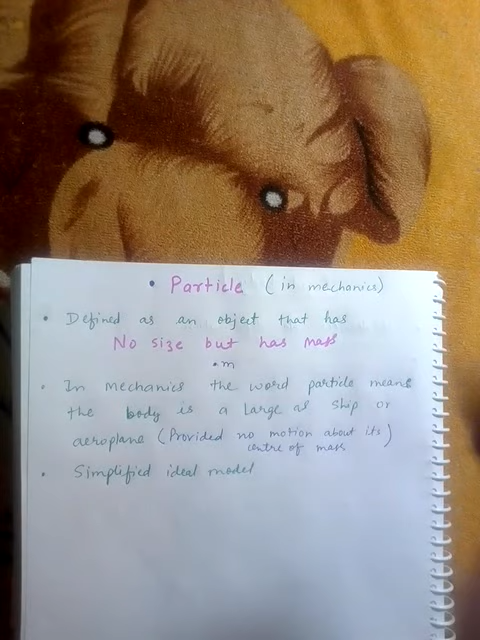 • Particle (in mechanics)
• Defined as an object that has
No size but has mass
• m
• In mechanics the word particle means
the body is a large as ship or
aeroplane (Provided no motion about its
centre of mass)
• Simplified ideal model